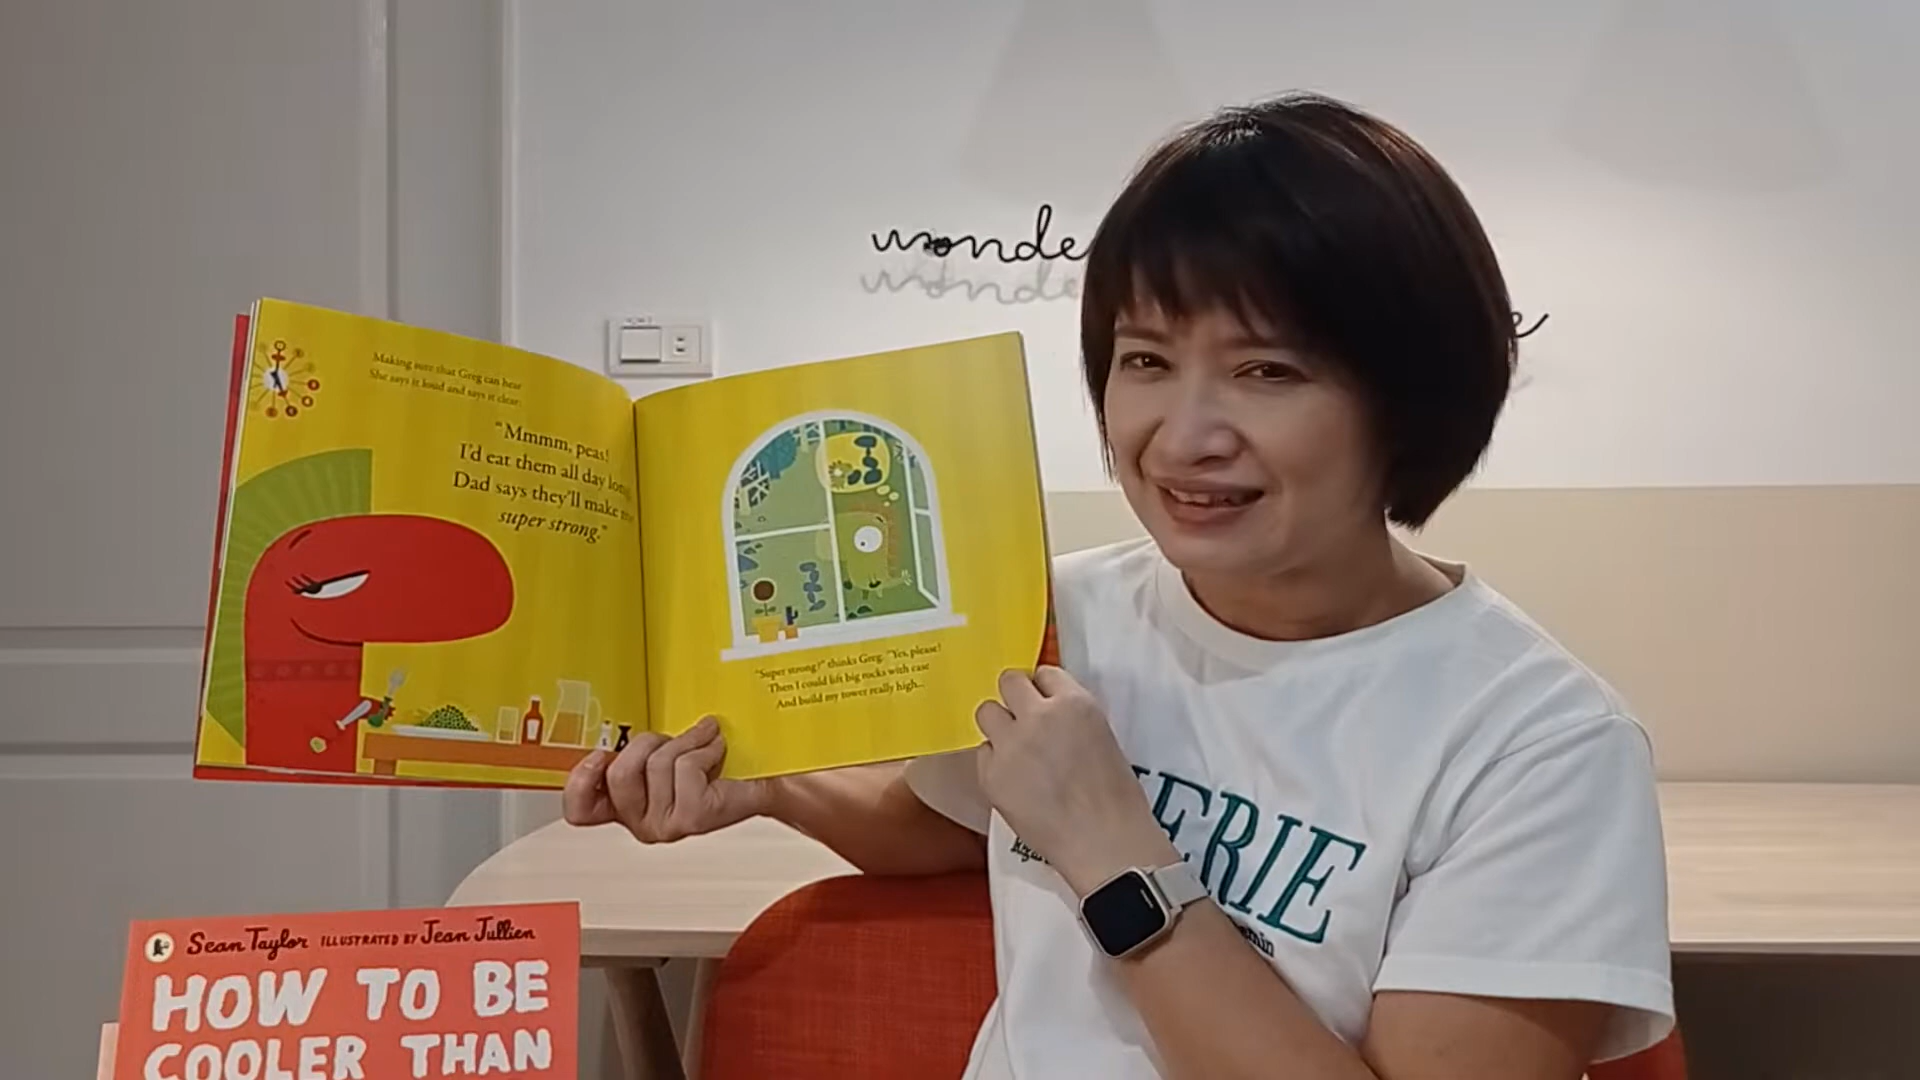 wonde
e
Making sure that Greg can hear
She says it loud and says it clear:
"Mmmm, peas!
I'd eat them all day long
Dad says they'll make me
super strong."
"Super strong?" thinks Greg. "Yes, please!
Then I could lift big rocks with ease
And build my tower really high...
ERIE
Sean Taylor ILLUSTRATED BY Jean Jullien
HOW TO BE
COOLER THAN